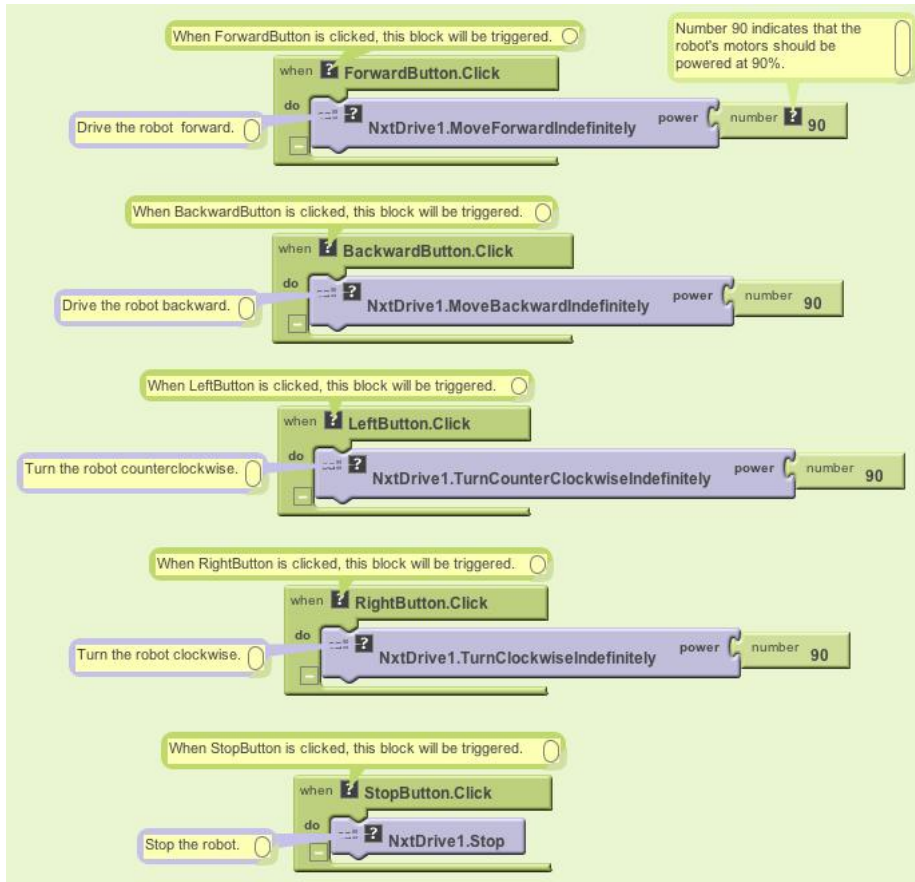 When ForwardButton is clicked, this block will be triggered.
Number 90 indicates that the
robot's motors should be
powered at 90%.
when ? ForwardButton.Click
do
Drive the robot forward.
? NxtDrive1.MoveForwardIndefinitely power number ? 90
When BackwardButton is clicked, this block will be triggered.
when ? BackwardButton.Click
do
Drive the robot backward.
? NxtDrive1.MoveBackwardIndefinitely power number 90
When LeftButton is clicked, this block will be triggered.
when ? LeftButton.Click
do
Turn the robot counterclockwise.
? NxtDrive1.TurnCounterClockwiseIndefinitely power number 90
When RightButton is clicked, this block will be triggered.
when ? RightButton.Click
do
Turn the robot clockwise.
? NxtDrive1.TurnClockwiseIndefinitely power number 90
When StopButton is clicked, this block will be triggered.
when ? StopButton.Click
do
Stop the robot.
? NxtDrive1.Stop